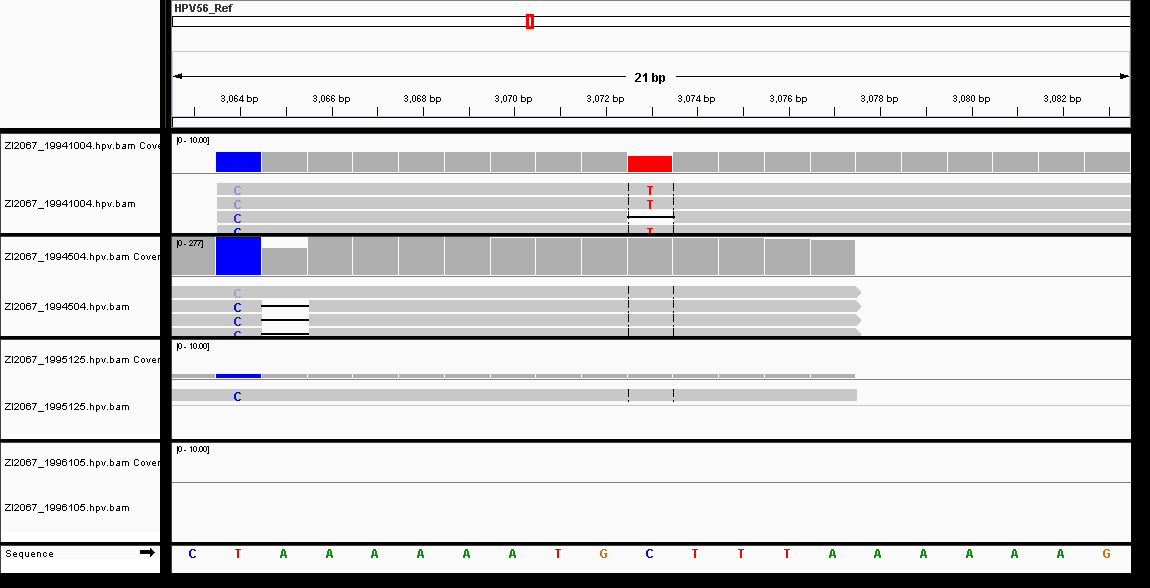 HPV56_Ref
21 bp
3,064 bp 3,066 bp 3,068 bp 3,070 bp 3,072 bp 3,074 bp 3,076 bp 3,078 bp 3,080 bp 3,082 bp
[0 - 10.00]
ZI2067_19941004.hpv.bam Cove
C T
ZI2067_19941004.hpv.bam
C T
C
C T
[0 - 277]
ZI2067_1994504.hpv.bam Cover
C
ZI2067_1994504.hpv.bam
C
C
C
[0 - 10.00]
ZI2067_1995125.hpv.bam Cover
C
ZI2067_1995125.hpv.bam
[0 - 10.00]
ZI2067_1996105.hpv.bam Cover
ZI2067_1996105.hpv.bam
Sequence C T A A A A A A T G C T T T A A A A A A G